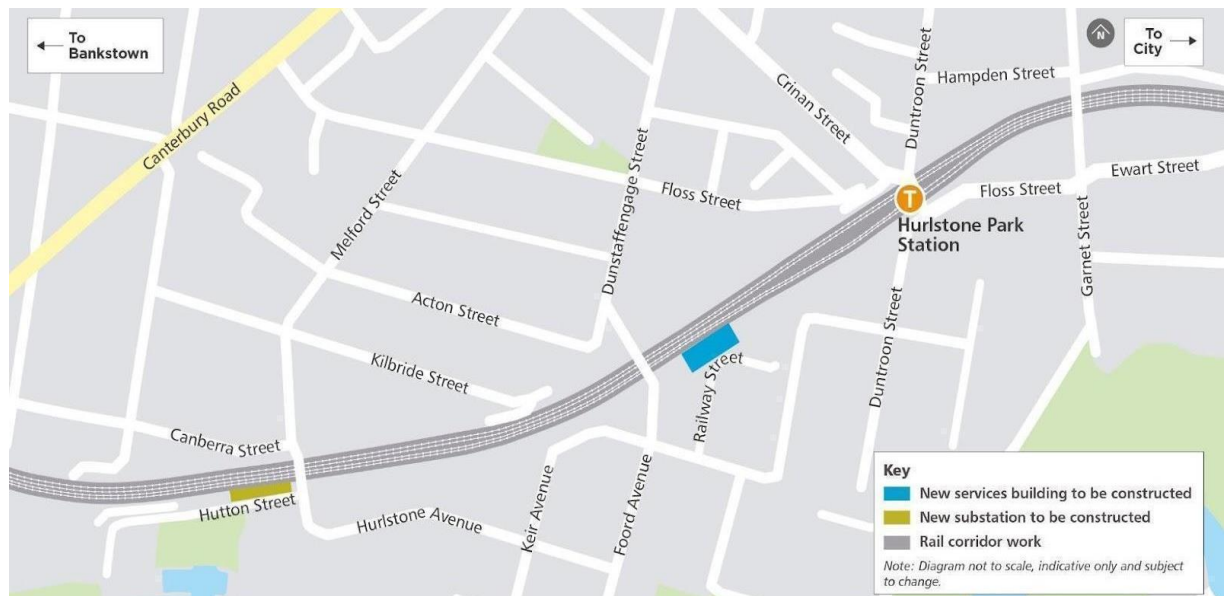 To
Bankstown
N
To
City
Canterbury Road
Melford Street
Dunstaffengage Street
Crinan Street
Duntroon Street
Hampden Street
Floss Street
T
Floss Street
Ewart Street
Hurlstone Park
Station
Garnet Street
Acton Street
Kilbride Street
Railway Street
Duntroon Street
Canberra Street
Hutton Street
Hurlstone Avenue
Keir Avenue
Foord Avenue
Key
New services building to be constructed
New substation to be constructed
Rail corridor work
Note: Diagram not to scale, indicative only and subject
to change.